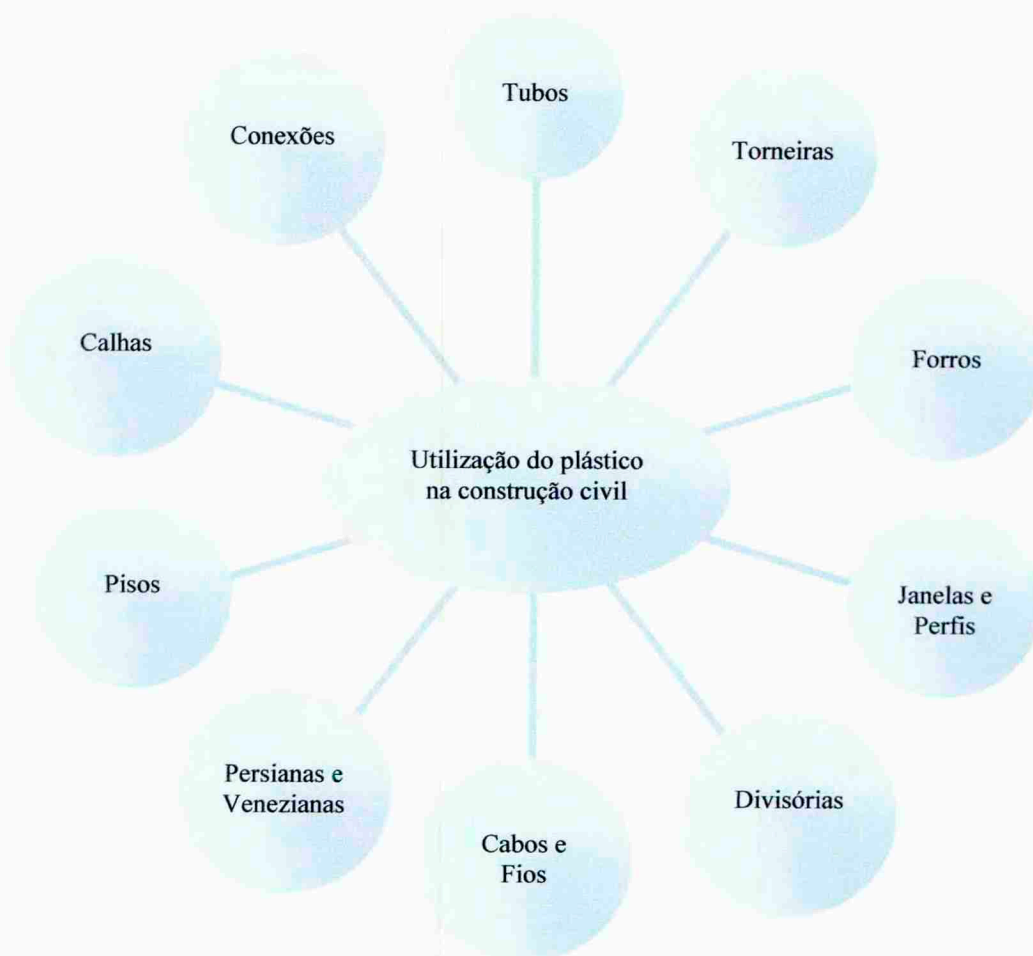 Tubos
Conexões
Torneiras
Calhas
Forros
Utilização do plástico
na construção civil
Pisos
Janelas e
Perfis
Persianas e
Venezianas
Divisórias
Cabos e
Fios